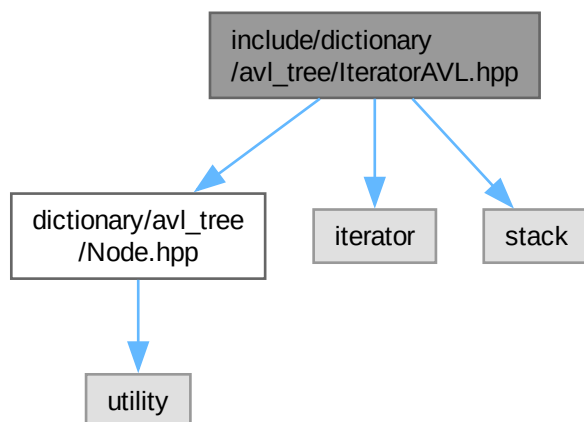 include/dictionary
/avl_tree/IteratorAVL.hpp
dictionary/avl_tree
/Node.hpp
iterator
stack
utility